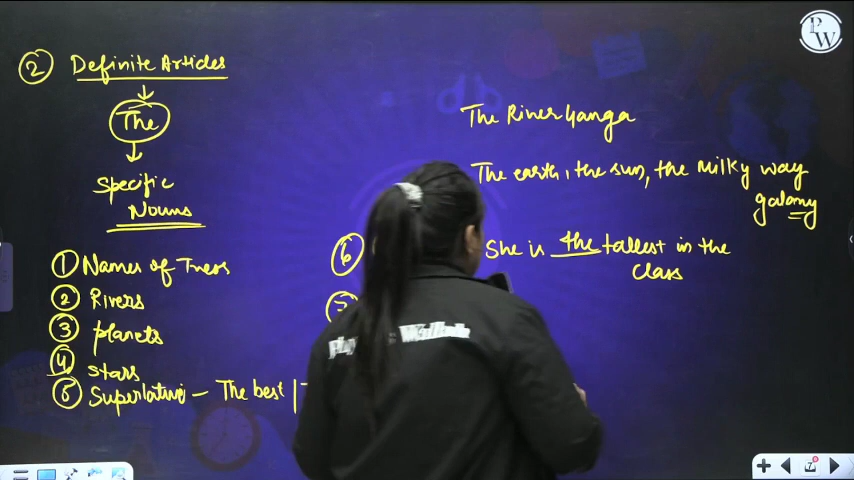 ② Definite Articles
The
Specific
Nouns
① Names of Trees
② Rivers
③ planets
④ stars
⑤ Superlative – The best |
⑥
The River Ganga
The earth, the sun, the Milky way
galaxy
She is the tallest in the
class
PW